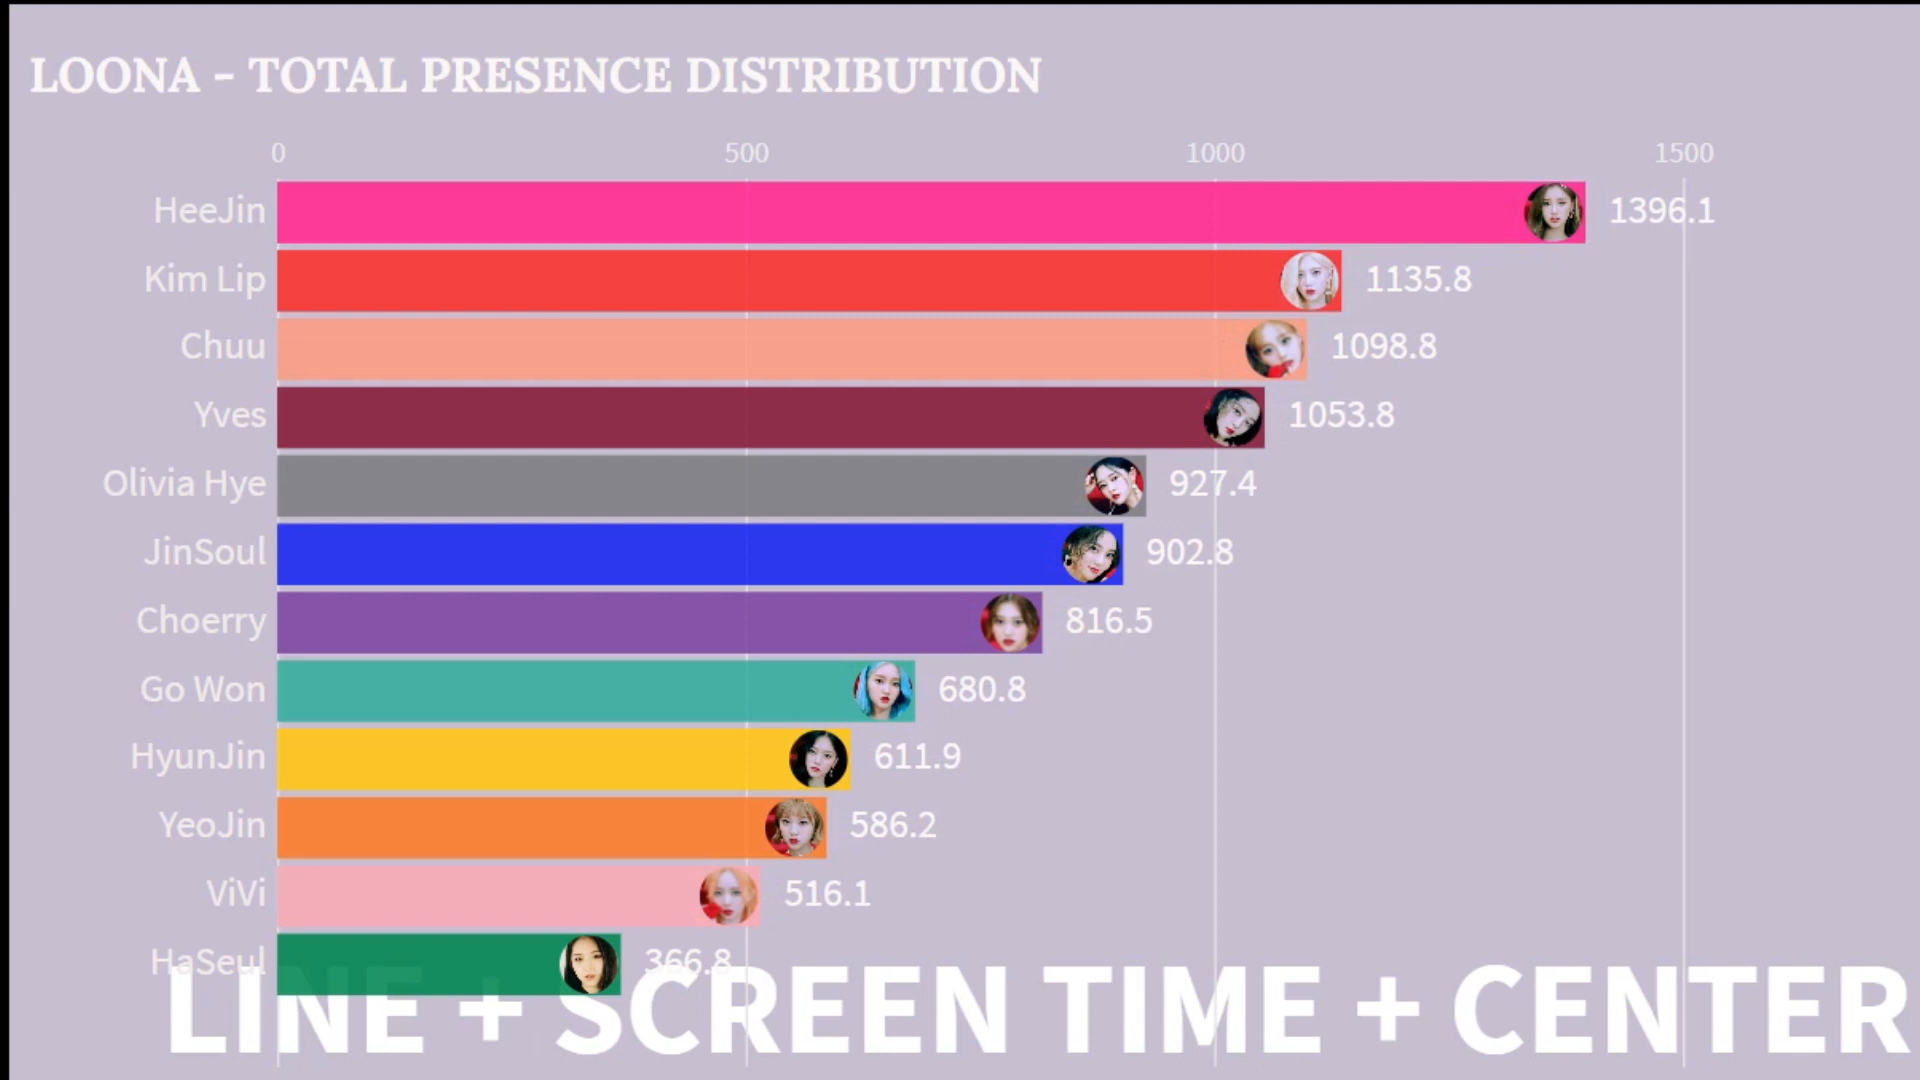 LOONA - TOTAL PRESENCE DISTRIBUTION
0 500 1000 1500
HeeJin 1396.1
Kim Lip 1135.8
Chuu 1098.8
Yves 1053.8
Olivia Hye 927.4
JinSoul 902.8
Choerry 816.5
Go Won 680.8
HyunJin 611.9
YeoJin 586.2
ViVi 516.1
HaSeul 366.8
LINE + SCREEN TIME + CENTER